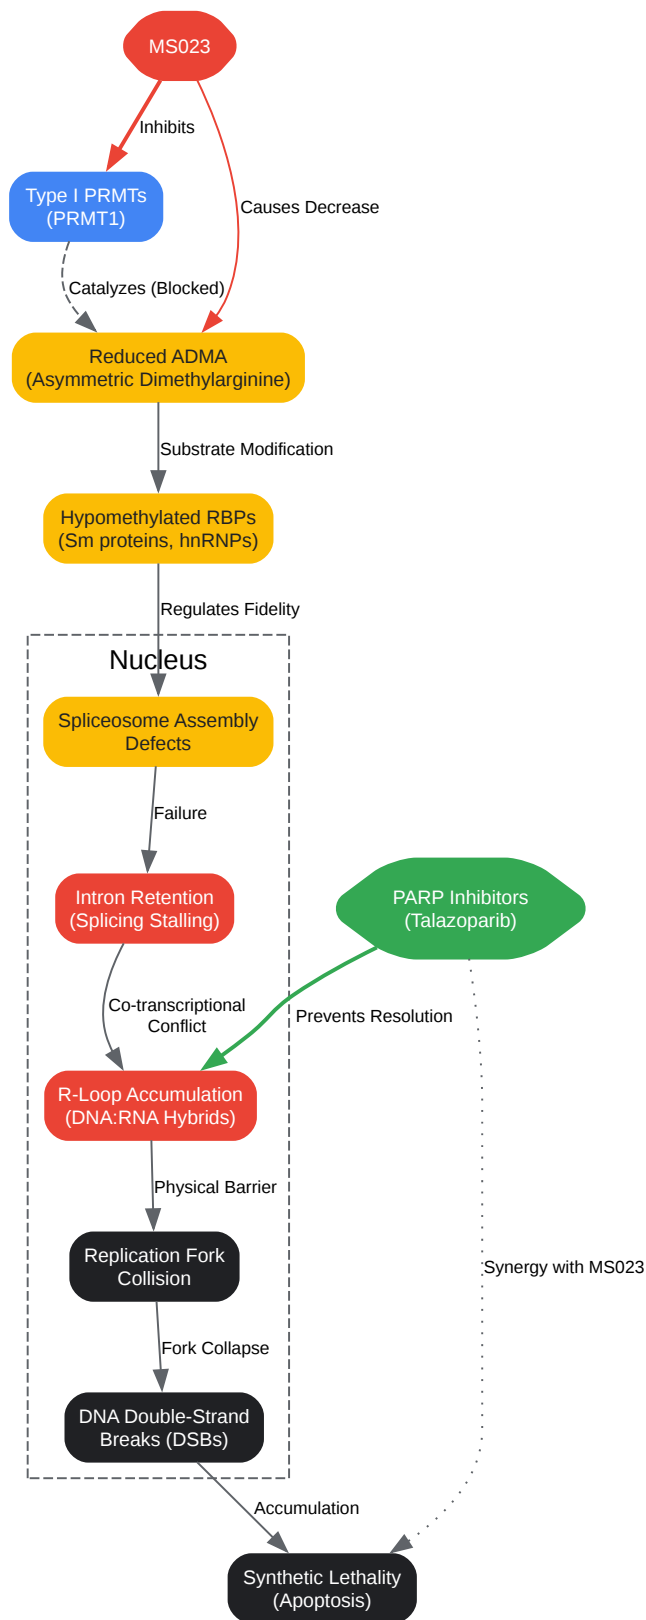 MS023
Inhibits
Type I PRMTs
(PRMT1)
Causes Decrease
Catalyzes (Blocked)
Reduced ADMA
(Asymmetric Dimethylarginine)
Substrate Modification
Hypomethylated RBPs
(Sm proteins, hnRNPs)
Regulates Fidelity
Nucleus
Spliceosome Assembly
Defects
Failure
Intron Retention
(Splicing Stalling)
PARP Inhibitors
(Talazoparib)
Co-transcriptional
Conflict
Prevents Resolution
R-Loop Accumulation
(DNA:RNA Hybrids)
Physical Barrier
Replication Fork
Collision
Synergy with MS023
Fork Collapse
DNA Double-Strand
Breaks (DSBs)
Accumulation
Synthetic Lethality
(Apoptosis)